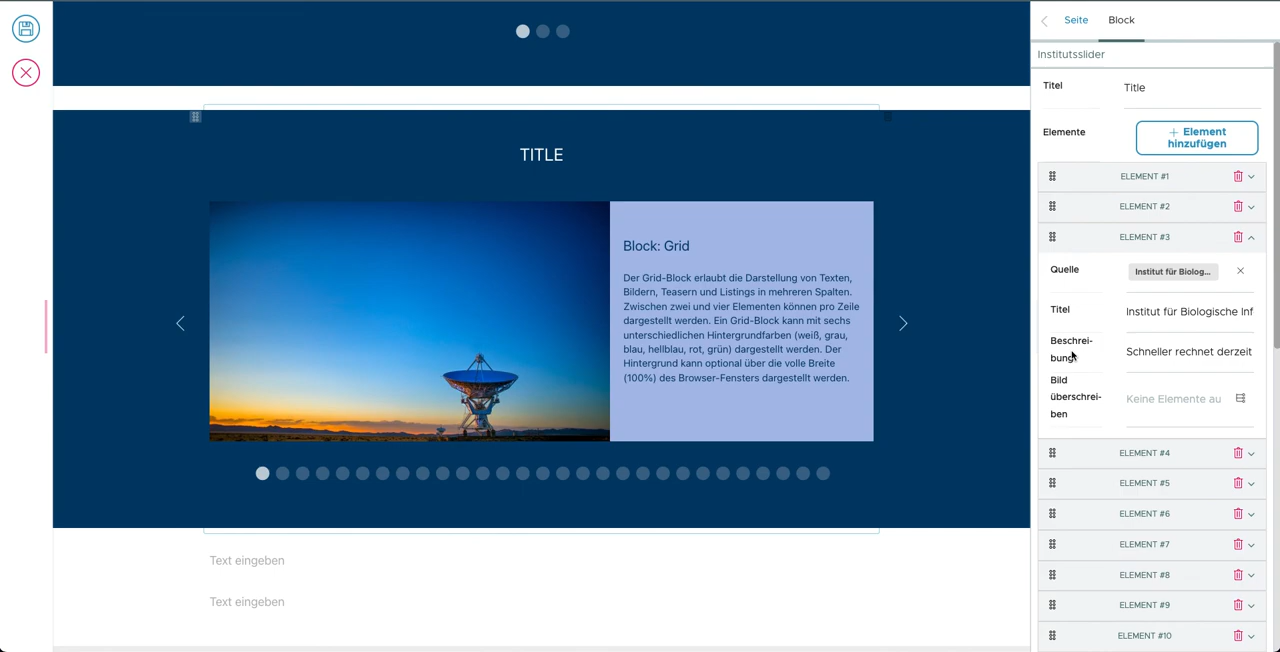 Seite
Block
Institutsslider
Titel
Title
Elemente
+ Element
hinzufügen
ELEMENT #1
ELEMENT #2
ELEMENT #3
Quelle
Institut für Biolog...
Titel
Institut für Biologische Inf
Beschrei-
bung
Schneller rechnet derzeit
Bild
überschrei-
ben
Keine Elemente au
ELEMENT #4
ELEMENT #5
ELEMENT #6
ELEMENT #7
ELEMENT #8
ELEMENT #9
ELEMENT #10
TITLE
Block: Grid
Der Grid-Block erlaubt die Darstellung von Texten,
Bildern, Teasern und Listings in mehreren Spalten.
Zwischen zwei und vier Elementen können pro Zeile
dargestellt werden. Ein Grid-Block kann mit sechs
unterschiedlichen Hintergrundfarben (weiß, grau,
blau, hellblau, rot, grün) dargestellt werden. Der
Hintergrund kann optional über die volle Breite
(100%) des Browser-Fensters dargestellt werden.
Text eingeben
Text eingeben